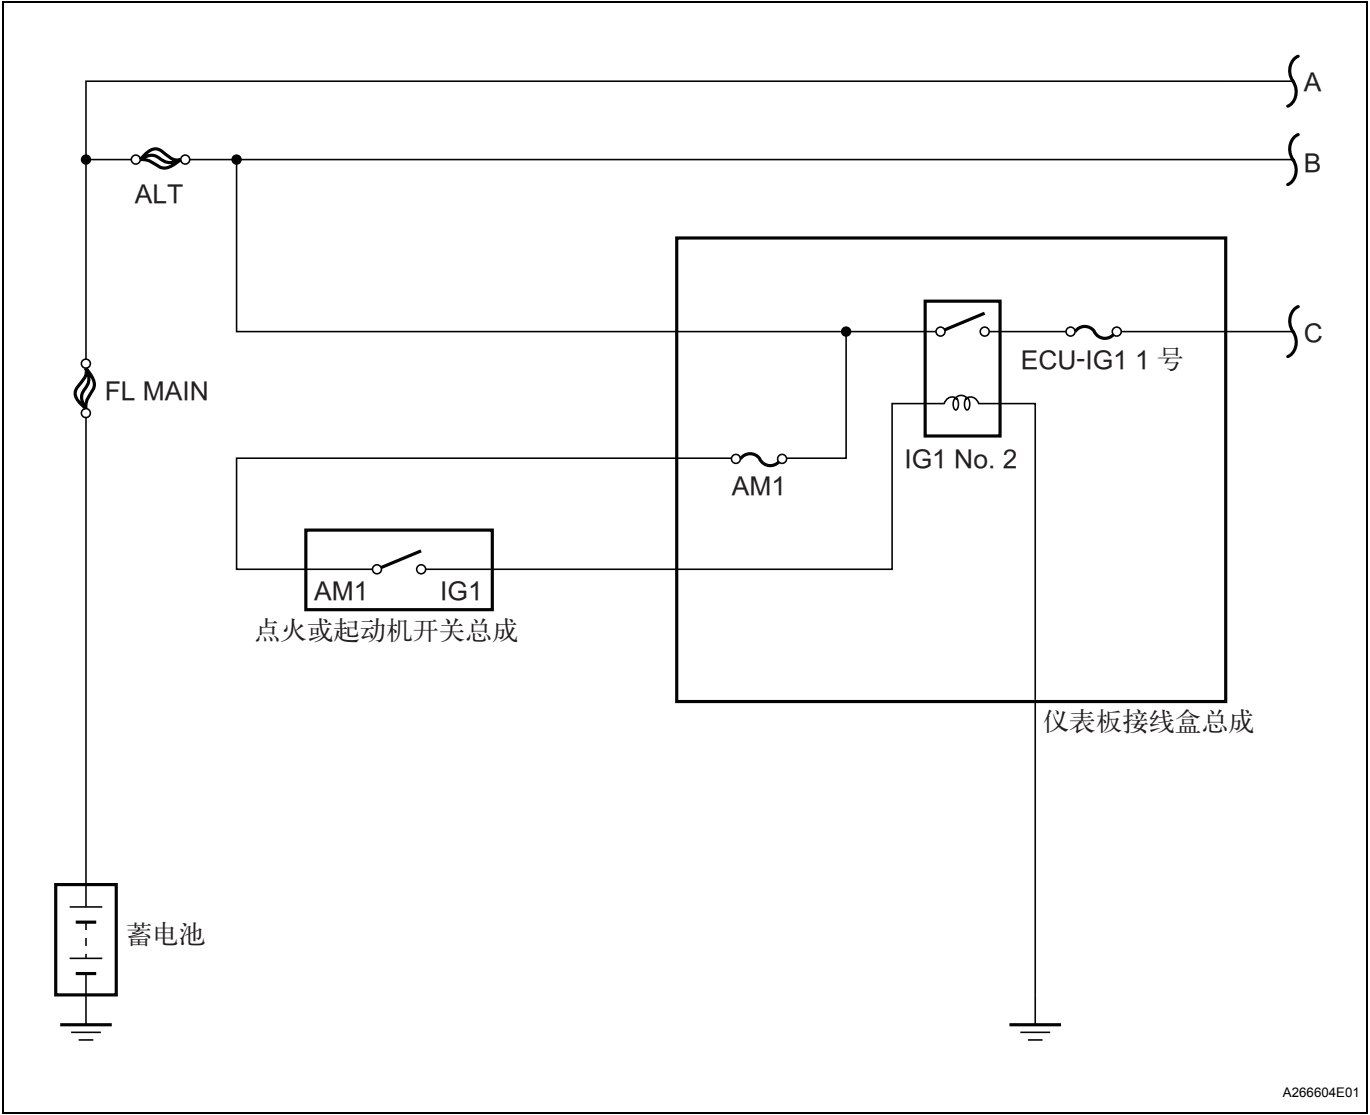 A
B
ALT
C
ECU-IG1 1 号
FL MAIN
IG1 No. 2
AM1
AM1 IG1
点火或起动机开关总成
仪表板接线盒总成
蓄电池
A266604E01